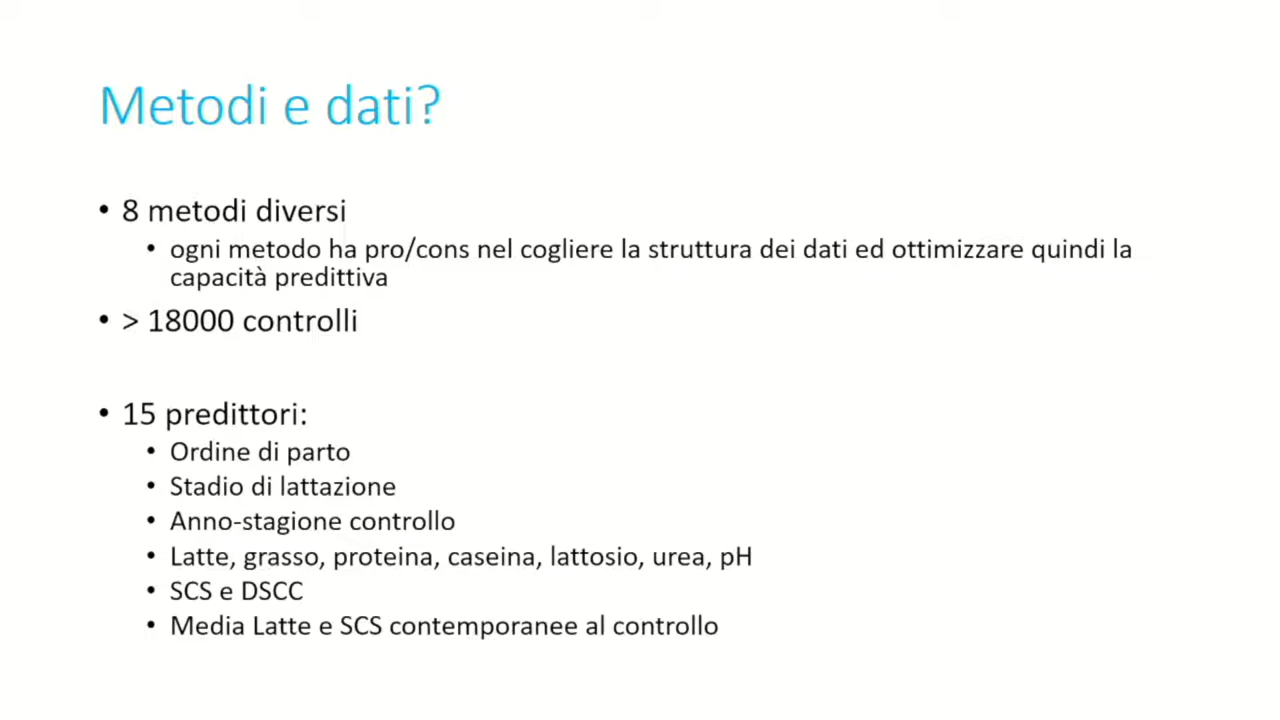 Metodi e dati?
• 8 metodi diversi
• ogni metodo ha pro/cons nel cogliere la struttura dei dati ed ottimizzare quindi la
capacità predittiva
• > 18000 controlli
• 15 predittori:
• Ordine di parto
• Stadio di lattazione
• Anno-stagione controllo
• Latte, grasso, proteina, caseina, lattosio, urea, pH
• SCS e DSCC
• Media Latte e SCS contemporanee al controllo